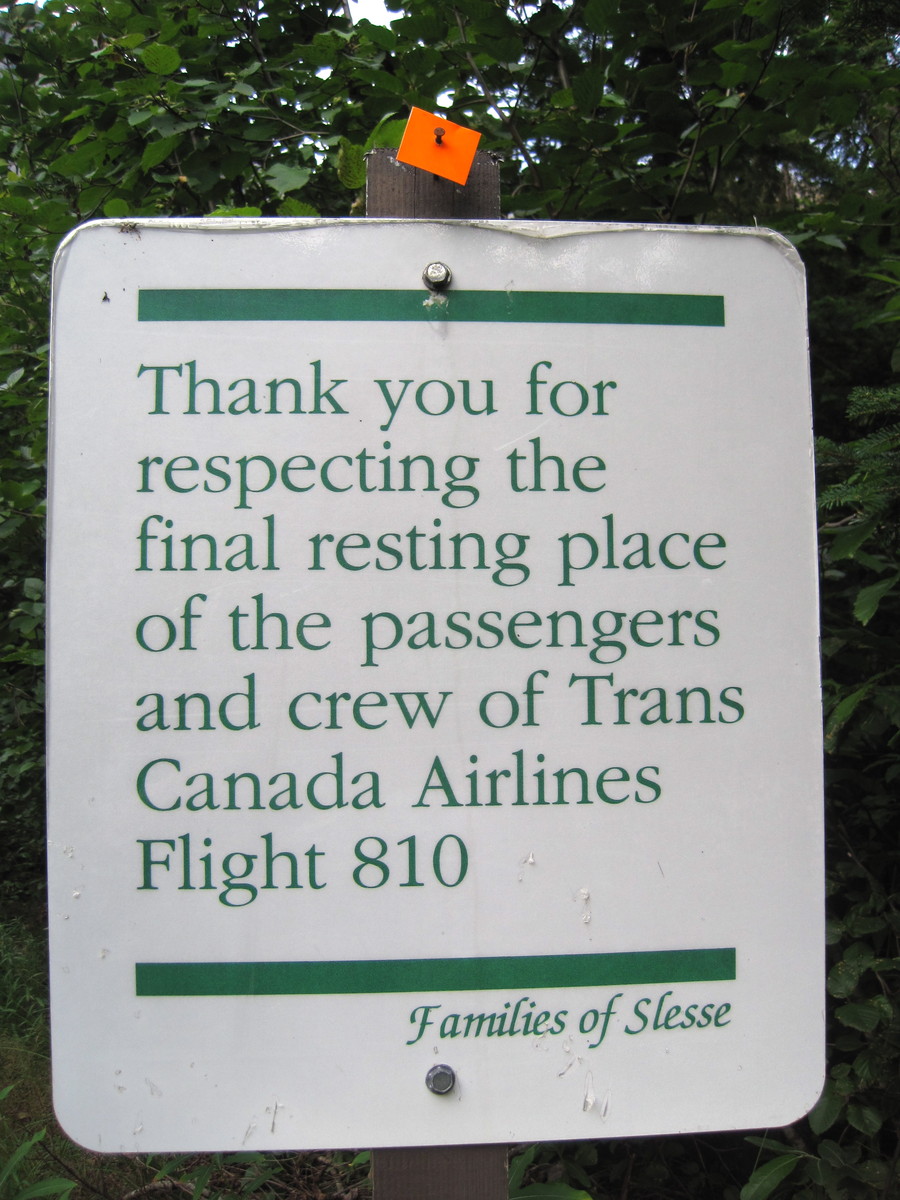 Thank you for
respecting the
final resting place
of the passengers
and crew of Trans
Canada Airlines
Flight 810
Families of Slesse